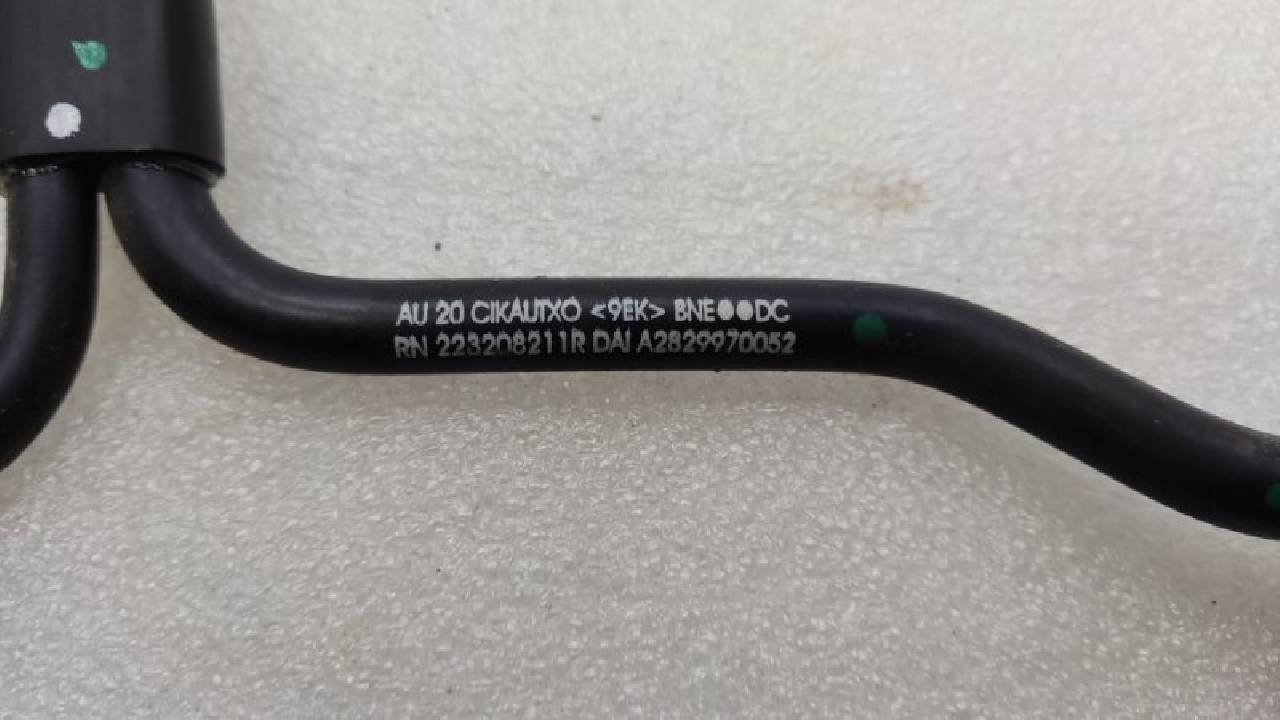 AU 20 CIKAUTXO <9EK> BNE●●DC
RN 223208211R DAI A2829970052